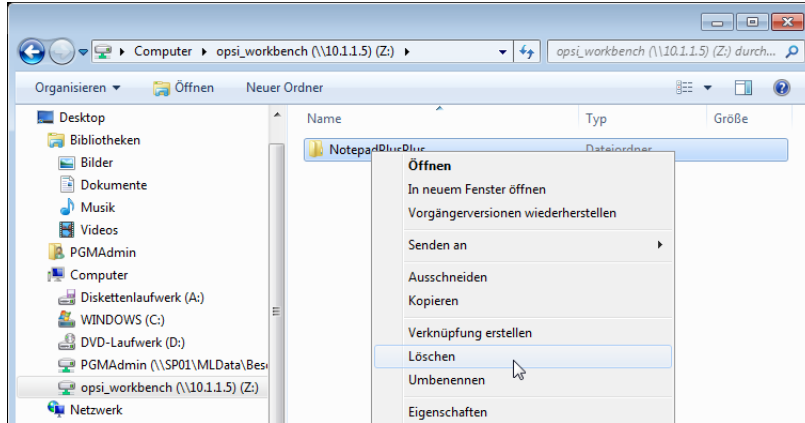 Computer opsi_workbench (\\10.1.1.5) (Z:)
opsi_workbench (\\10.1.1.5) (Z:) durch...
Organisieren Öffnen Neuer Ordner
Name Typ Größe
Desktop
Bibliotheken
Bilder
Dokumente
Musik
Videos
PGMAdmin
Computer
Diskettenlaufwerk (A:)
WINDOWS (C:)
DVD-Laufwerk (D:)
PGMAdmin (\\SP01\MLData\Bes
opsi_workbench (\\10.1.1.5) (Z:)
Netzwerk
NotepadPlusPlus Dateiordner
Öffnen
In neuem Fenster öffnen
Vorgängerversionen wiederherstellen
Senden an
Ausschneiden
Kopieren
Verknüpfung erstellen
Löschen
Umbenennen
Eigenschaften